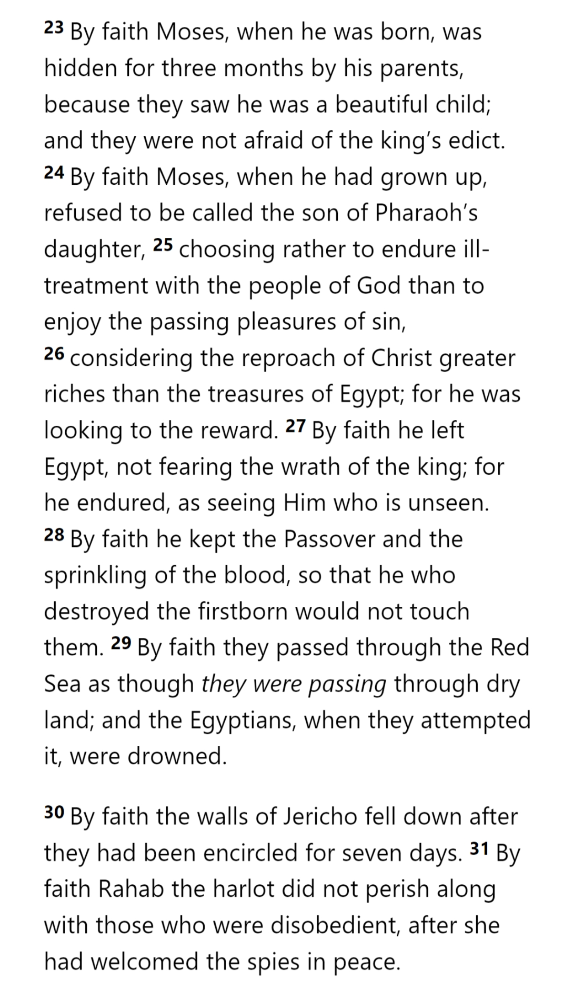 23 By faith Moses, when he was born, was
hidden for three months by his parents,
because they saw he was a beautiful child;
and they were not afraid of the king’s edict.
24 By faith Moses, when he had grown up,
refused to be called the son of Pharaoh’s
daughter, 25 choosing rather to endure ill-
treatment with the people of God than to
enjoy the passing pleasures of sin,
26 considering the reproach of Christ greater
riches than the treasures of Egypt; for he was
looking to the reward. 27 By faith he left
Egypt, not fearing the wrath of the king; for
he endured, as seeing Him who is unseen.
28 By faith he kept the Passover and the
sprinkling of the blood, so that he who
destroyed the firstborn would not touch
them. 29 By faith they passed through the Red
Sea as though they were passing through dry
land; and the Egyptians, when they attempted
it, were drowned.
30 By faith the walls of Jericho fell down after
they had been encircled for seven days. 31 By
faith Rahab the harlot did not perish along
with those who were disobedient, after she
had welcomed the spies in peace.